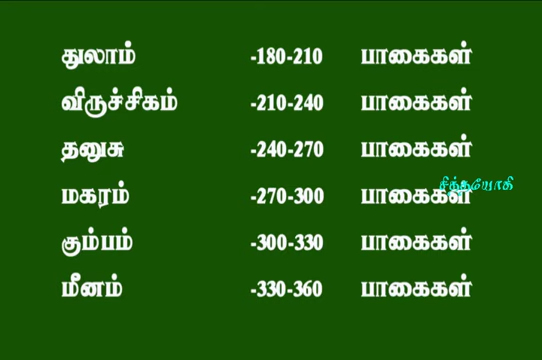 துலாம் -180-210 பாகைகள்
விருச்சிகம் -210-240 பாகைகள்
தனுசு -240-270 பாகைகள்
சித்தயோகி
மகரம் -270-300 பாகைகள்
கும்பம் -300-330 பாகைகள்
மீனம் -330-360 பாகைகள்